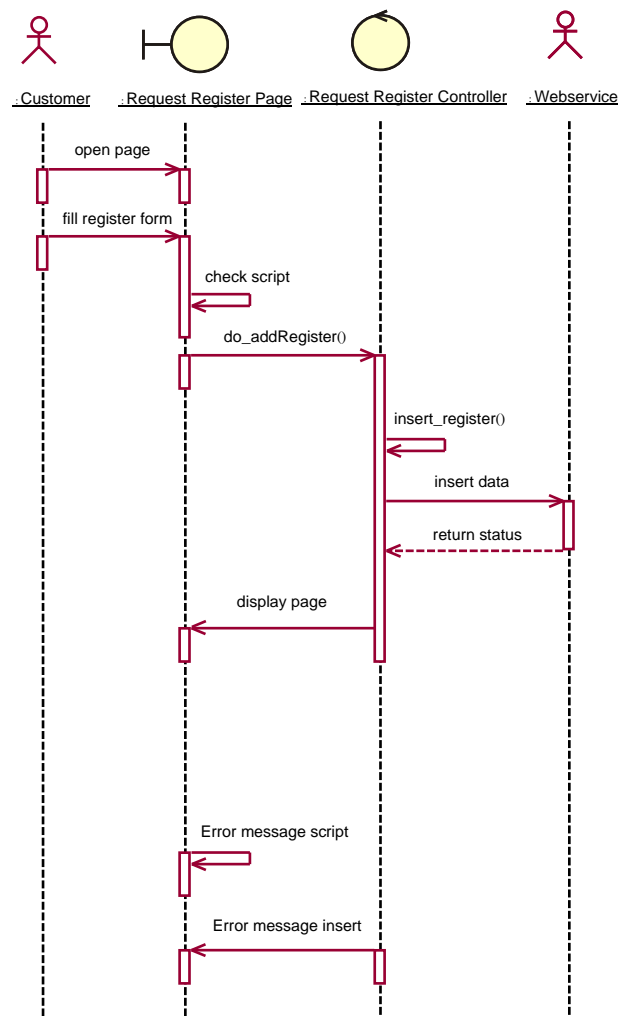 : Customer
: Request Register Page
: Request Register Controller
: Webservice
open page
fill register form
check script
do_addRegister()
insert_register()
insert data
return status
display page
Error message script
Error message insert